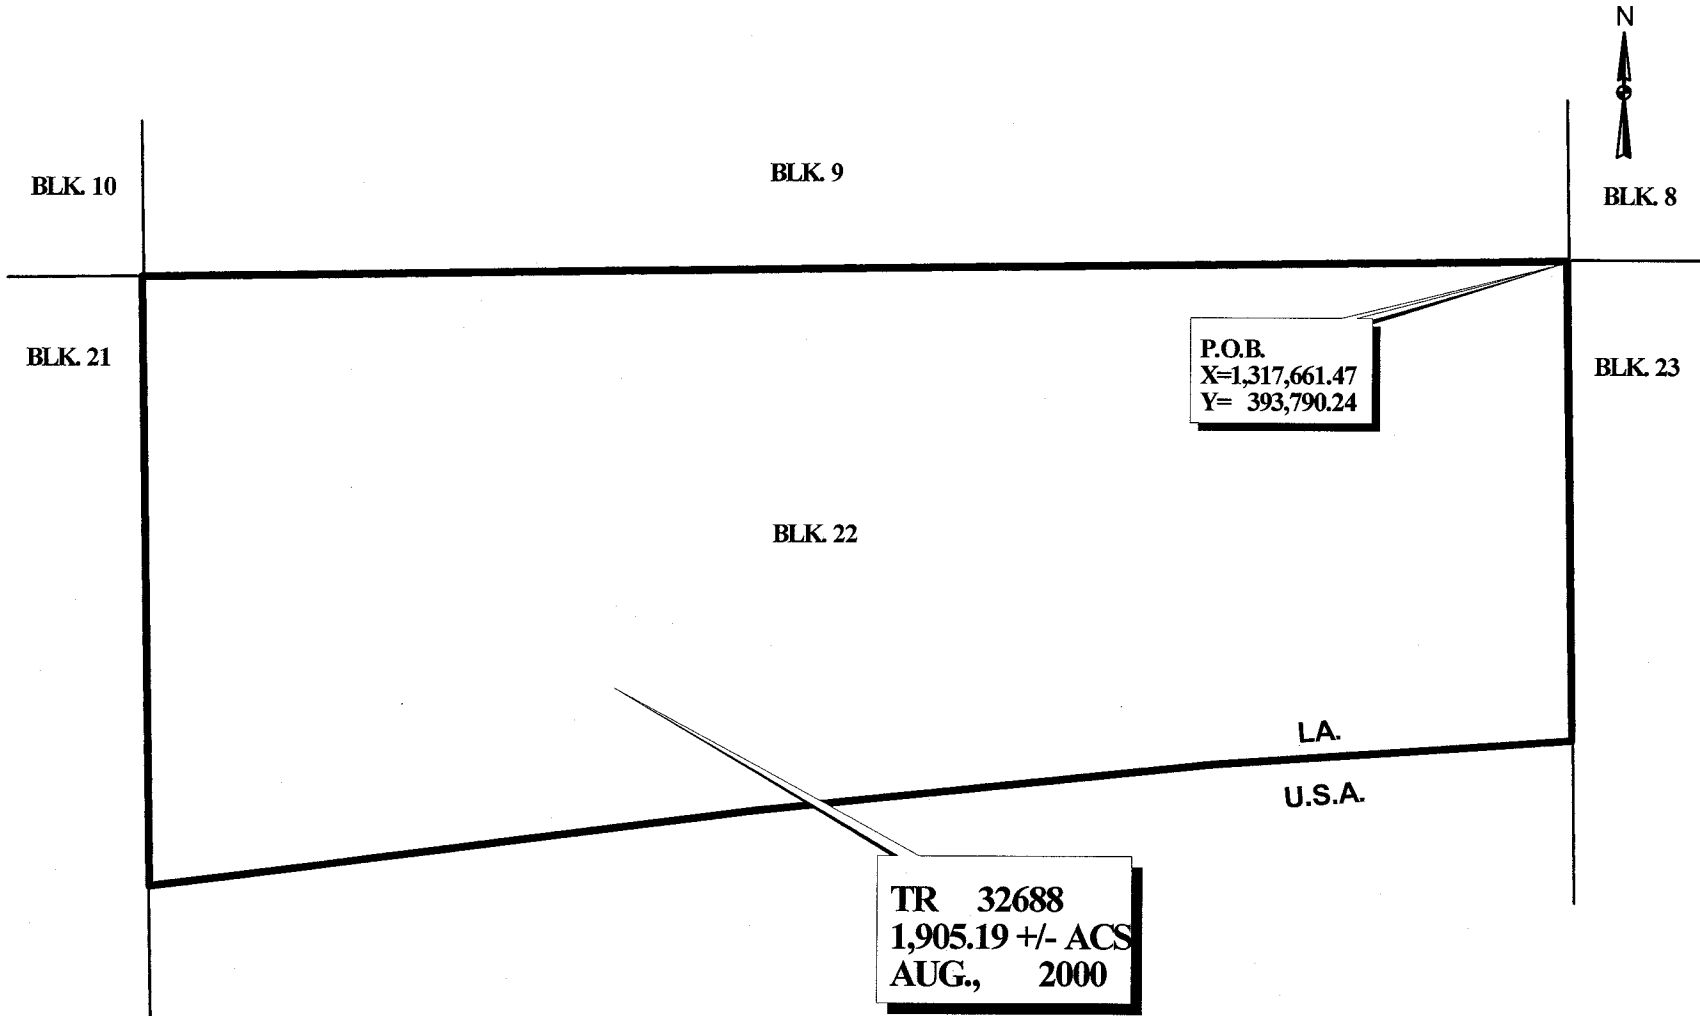 N
BLK. 10
BLK. 9
BLK. 8
P.O.B.
X=1,317,661.47
Y= 393,790.24
BLK. 21
BLK. 23
BLK. 22
LA.
U.S.A.
TR 32688
1,905.19 +/- ACS
AUG., 2000